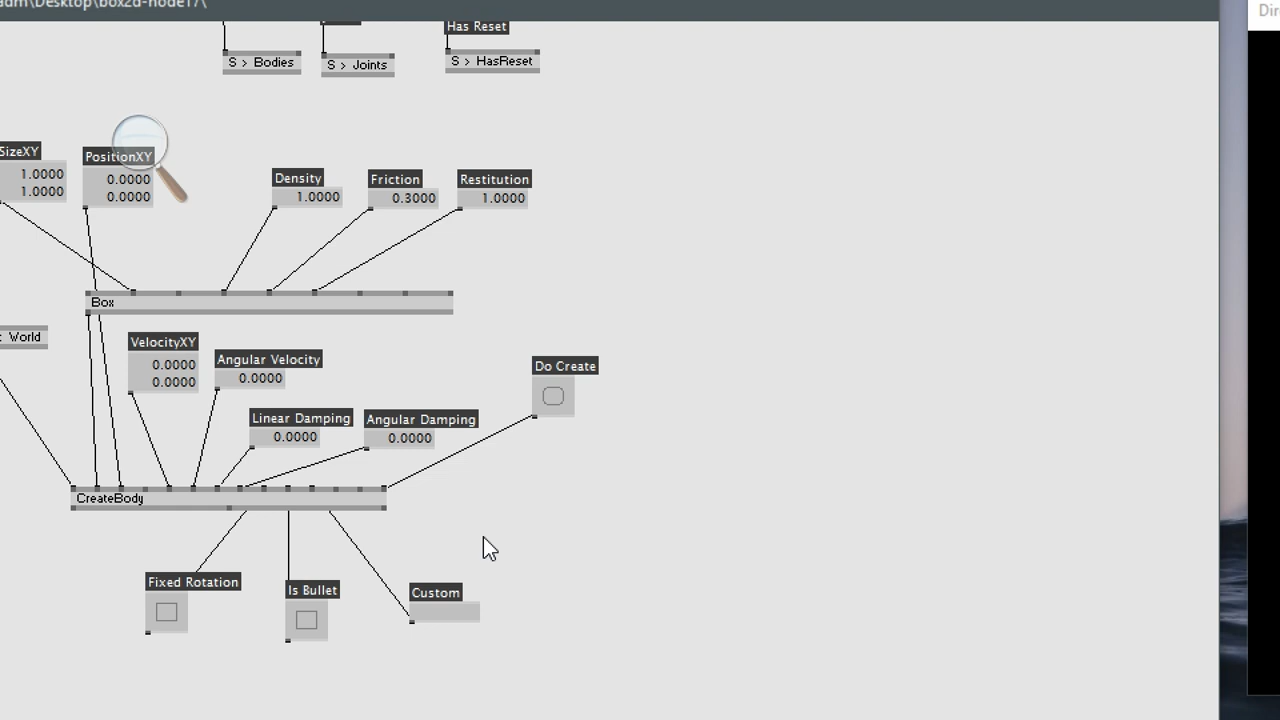 adm\Desktop\box2d-node17\
Dir
Has Reset
S > Bodies
S > Joints
S > HasReset
SizeXY
1.0000
1.0000
PositionXY
0.0000
0.0000
Density
1.0000
Friction
0.3000
Restitution
1.0000
Box
: World
VelocityXY
0.0000
0.0000
Angular Velocity
0.0000
Do Create
Linear Damping
0.0000
Angular Damping
0.0000
CreateBody
Fixed Rotation
Is Bullet
Custom